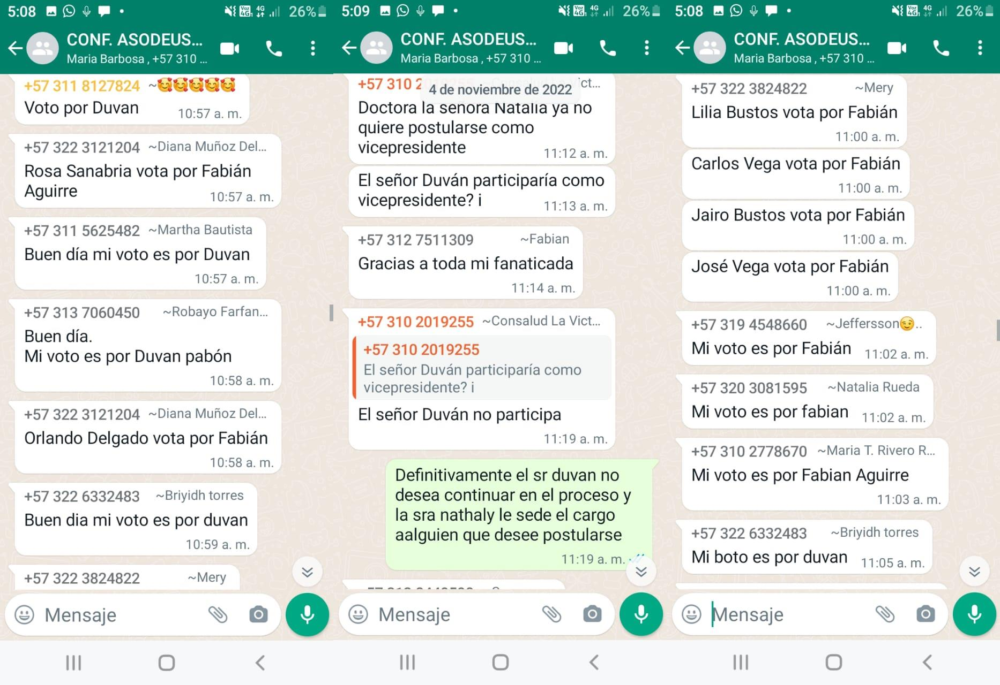 5:08
26%
CONF. ASODEUS...
Maria Barbosa , +57 310 ...
+57 311 8127824 ~🥰🥰🥰🥰🥰
Voto por Duvan
10:57 a. m.
+57 322 3121204 ~Diana Muñoz Del...
Rosa Sanabria vota por Fabián
Aguirre
10:57 a. m.
+57 311 5625482 ~Martha Bautista
Buen día mi voto es por Duvan
10:57 a. m.
+57 313 7060450 ~Robayo Farfan...
Buen día.
Mi voto es por Duvan pabón
10:58 a. m.
+57 322 3121204 ~Diana Muñoz Del...
Orlando Delgado vota por Fabián
10:58 a. m.
+57 322 6332483 ~Briyidh torres
Buen dia mi voto es por duvan
10:59 a. m.
+57 322 3824822 ~Mery
Mensaje
5:09
26%
CONF. ASODEUS...
Maria Barbosa , +57 310 ...
+57 310 2
4 de noviembre de 2022
Doctora la señora Natalia ya no
quiere postularse como
vicepresidente
11:12 a. m.
El señor Duván participaría como
vicepresidente? i
11:13 a. m.
+57 312 7511309 ~Fabian
Gracias a toda mi fanaticada
11:14 a. m.
+57 310 2019255 ~Consalud La Vict...
+57 310 2019255
El señor Duván participaría como
vicepresidente? i
El señor Duván no participa
11:19 a. m.
Definitivamente el sr duvan no
desea continuar en el proceso y
la sra nathaly le sede el cargo
aalguien que desee postularse
11:19 a. m.
Mensaje
5:08
26%
CONF. ASODEUS...
Maria Barbosa , +57 310 ...
+57 322 3824822 ~Mery
Lilia Bustos vota por Fabián
11:00 a. m.
Carlos Vega vota por Fabián
11:00 a. m.
Jairo Bustos vota por Fabián
11:00 a. m.
José Vega vota por Fabián
11:00 a. m.
+57 319 4548660 ~Jeffersson😉..
Mi voto es por Fabián
11:02 a. m.
+57 320 3081595 ~Natalia Rueda
Mi voto es por fabian
11:02 a. m.
+57 310 2778670 ~Maria T. Rivero R...
Mi voto es por Fabian Aguirre
11:03 a. m.
+57 322 6332483 ~Briyidh torres
Mi boto es por duvan
11:05 a. m.
Mensaje